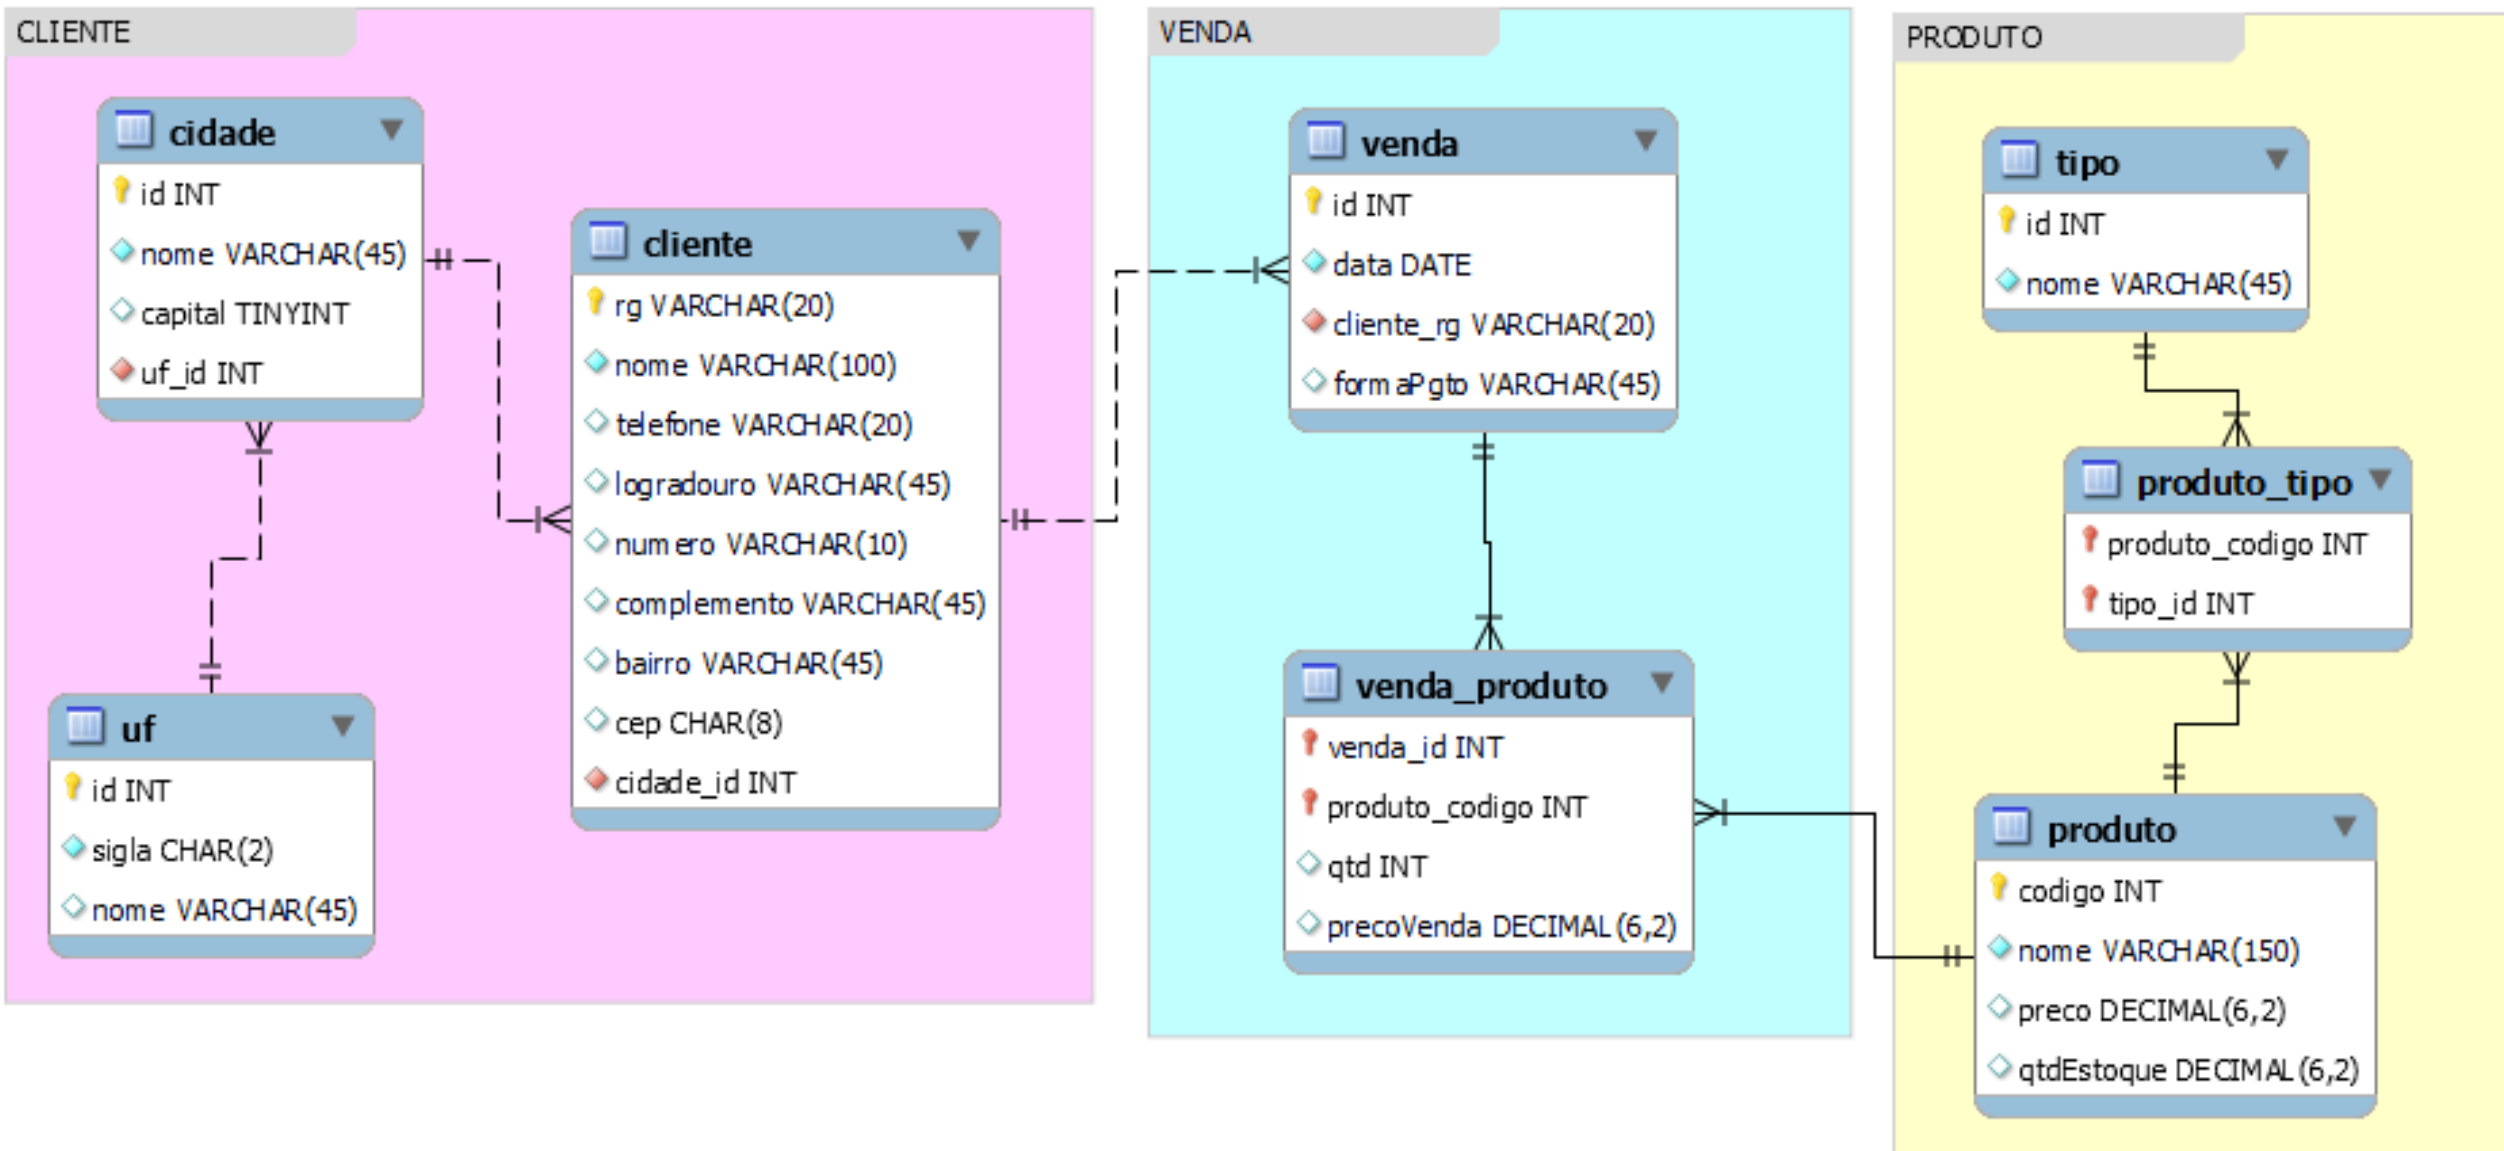 CLIENTE
cidade
id INT
nome VARCHAR(45)
capital TINYINT
uf_id INT
cliente
rg VARCHAR(20)
nome VARCHAR(100)
telefone VARCHAR(20)
logradouro VARCHAR(45)
numero VARCHAR(10)
complemento VARCHAR(45)
bairro VARCHAR(45)
cep CHAR(8)
cidade_id INT
uf
id INT
sigla CHAR(2)
nome VARCHAR(45)
VENDA
venda
id INT
data DATE
cliente_rg VARCHAR(20)
formaPgto VARCHAR(45)
venda_produto
venda_id INT
produto_codigo INT
qtd INT
precoVenda DECIMAL(6,2)
PRODUTO
tipo
id INT
nome VARCHAR(45)
produto_tipo
produto_codigo INT
tipo_id INT
produto
codigo INT
nome VARCHAR(150)
preco DECIMAL(6,2)
qtdEstoque DECIMAL(6,2)